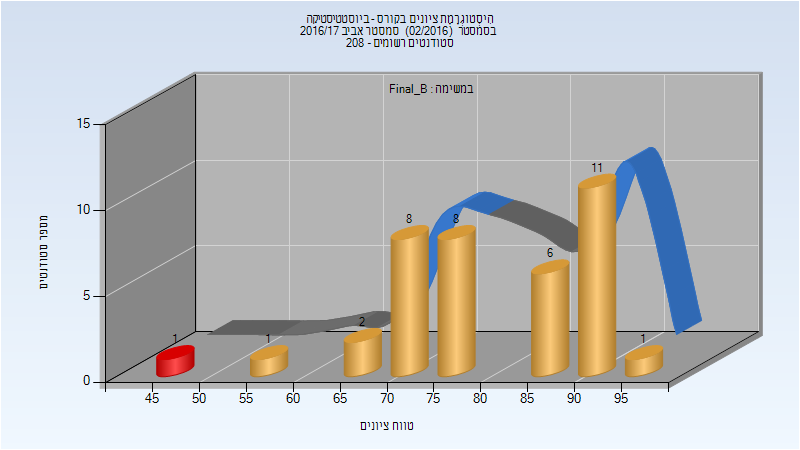 היסטוגרמת ציונים בקורס - ביוסטטיסטיקה
בסמסטר (02/2016) סמסטר אביב 2016/17
סטודנטים רשומים - 208
במשימה : Final_B
מספר סטודנטים
15
10
5
0
1
1
2
8
8
6
11
1
45 50 55 60 65 70 75 80 85 90 95
טווח ציונים